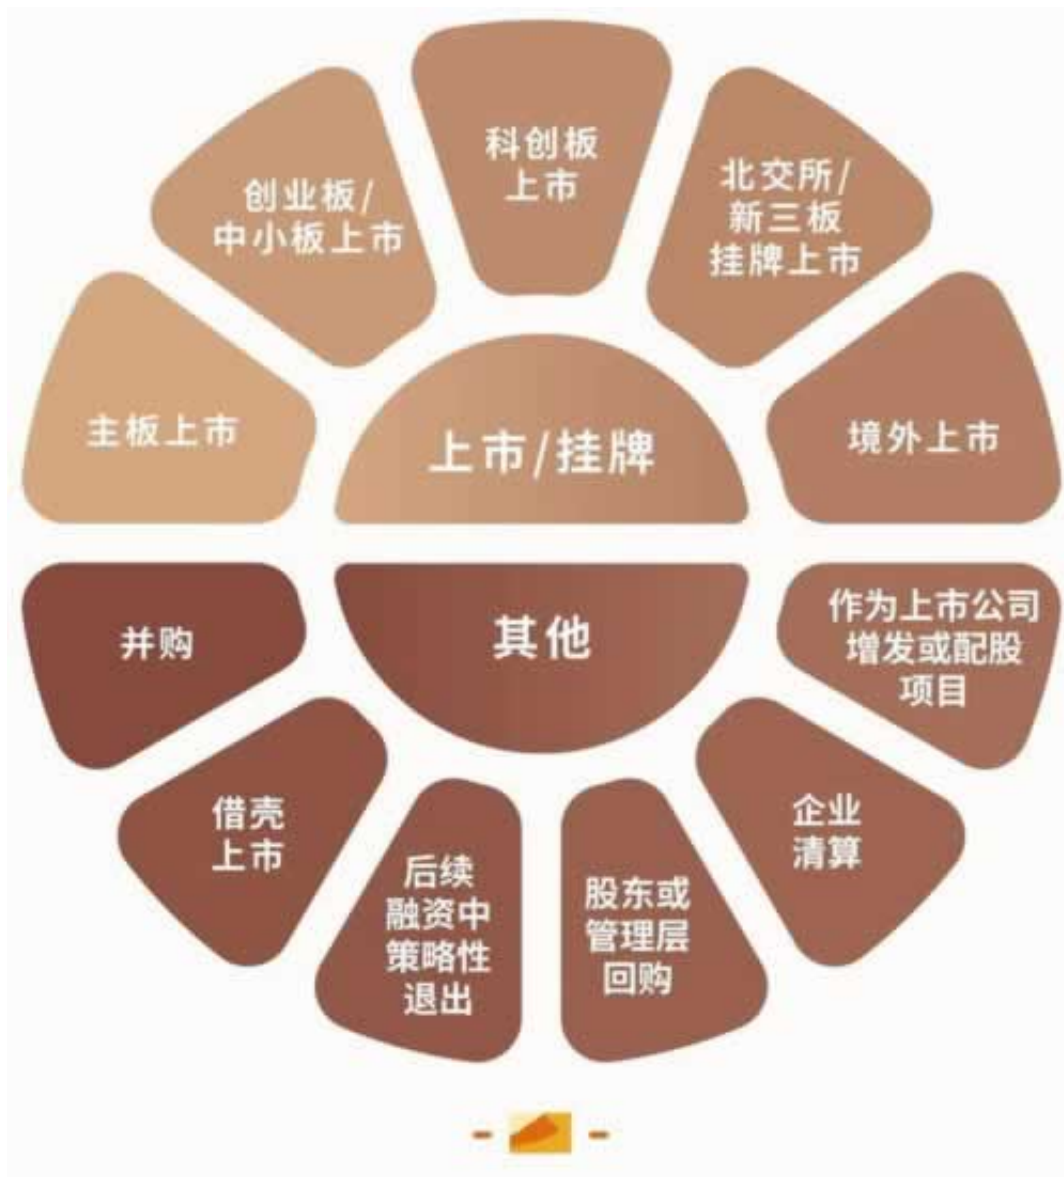 科创板
上市
创业板/
中小板上市
北交所/
新三板
挂牌上市
主板上市
上市/挂牌
境外上市
并购
其他
作为上市公司
增发或配股
项目
借壳
上市
企业
清算
后续
融资中
策略性
退出
股东或
管理层
回购